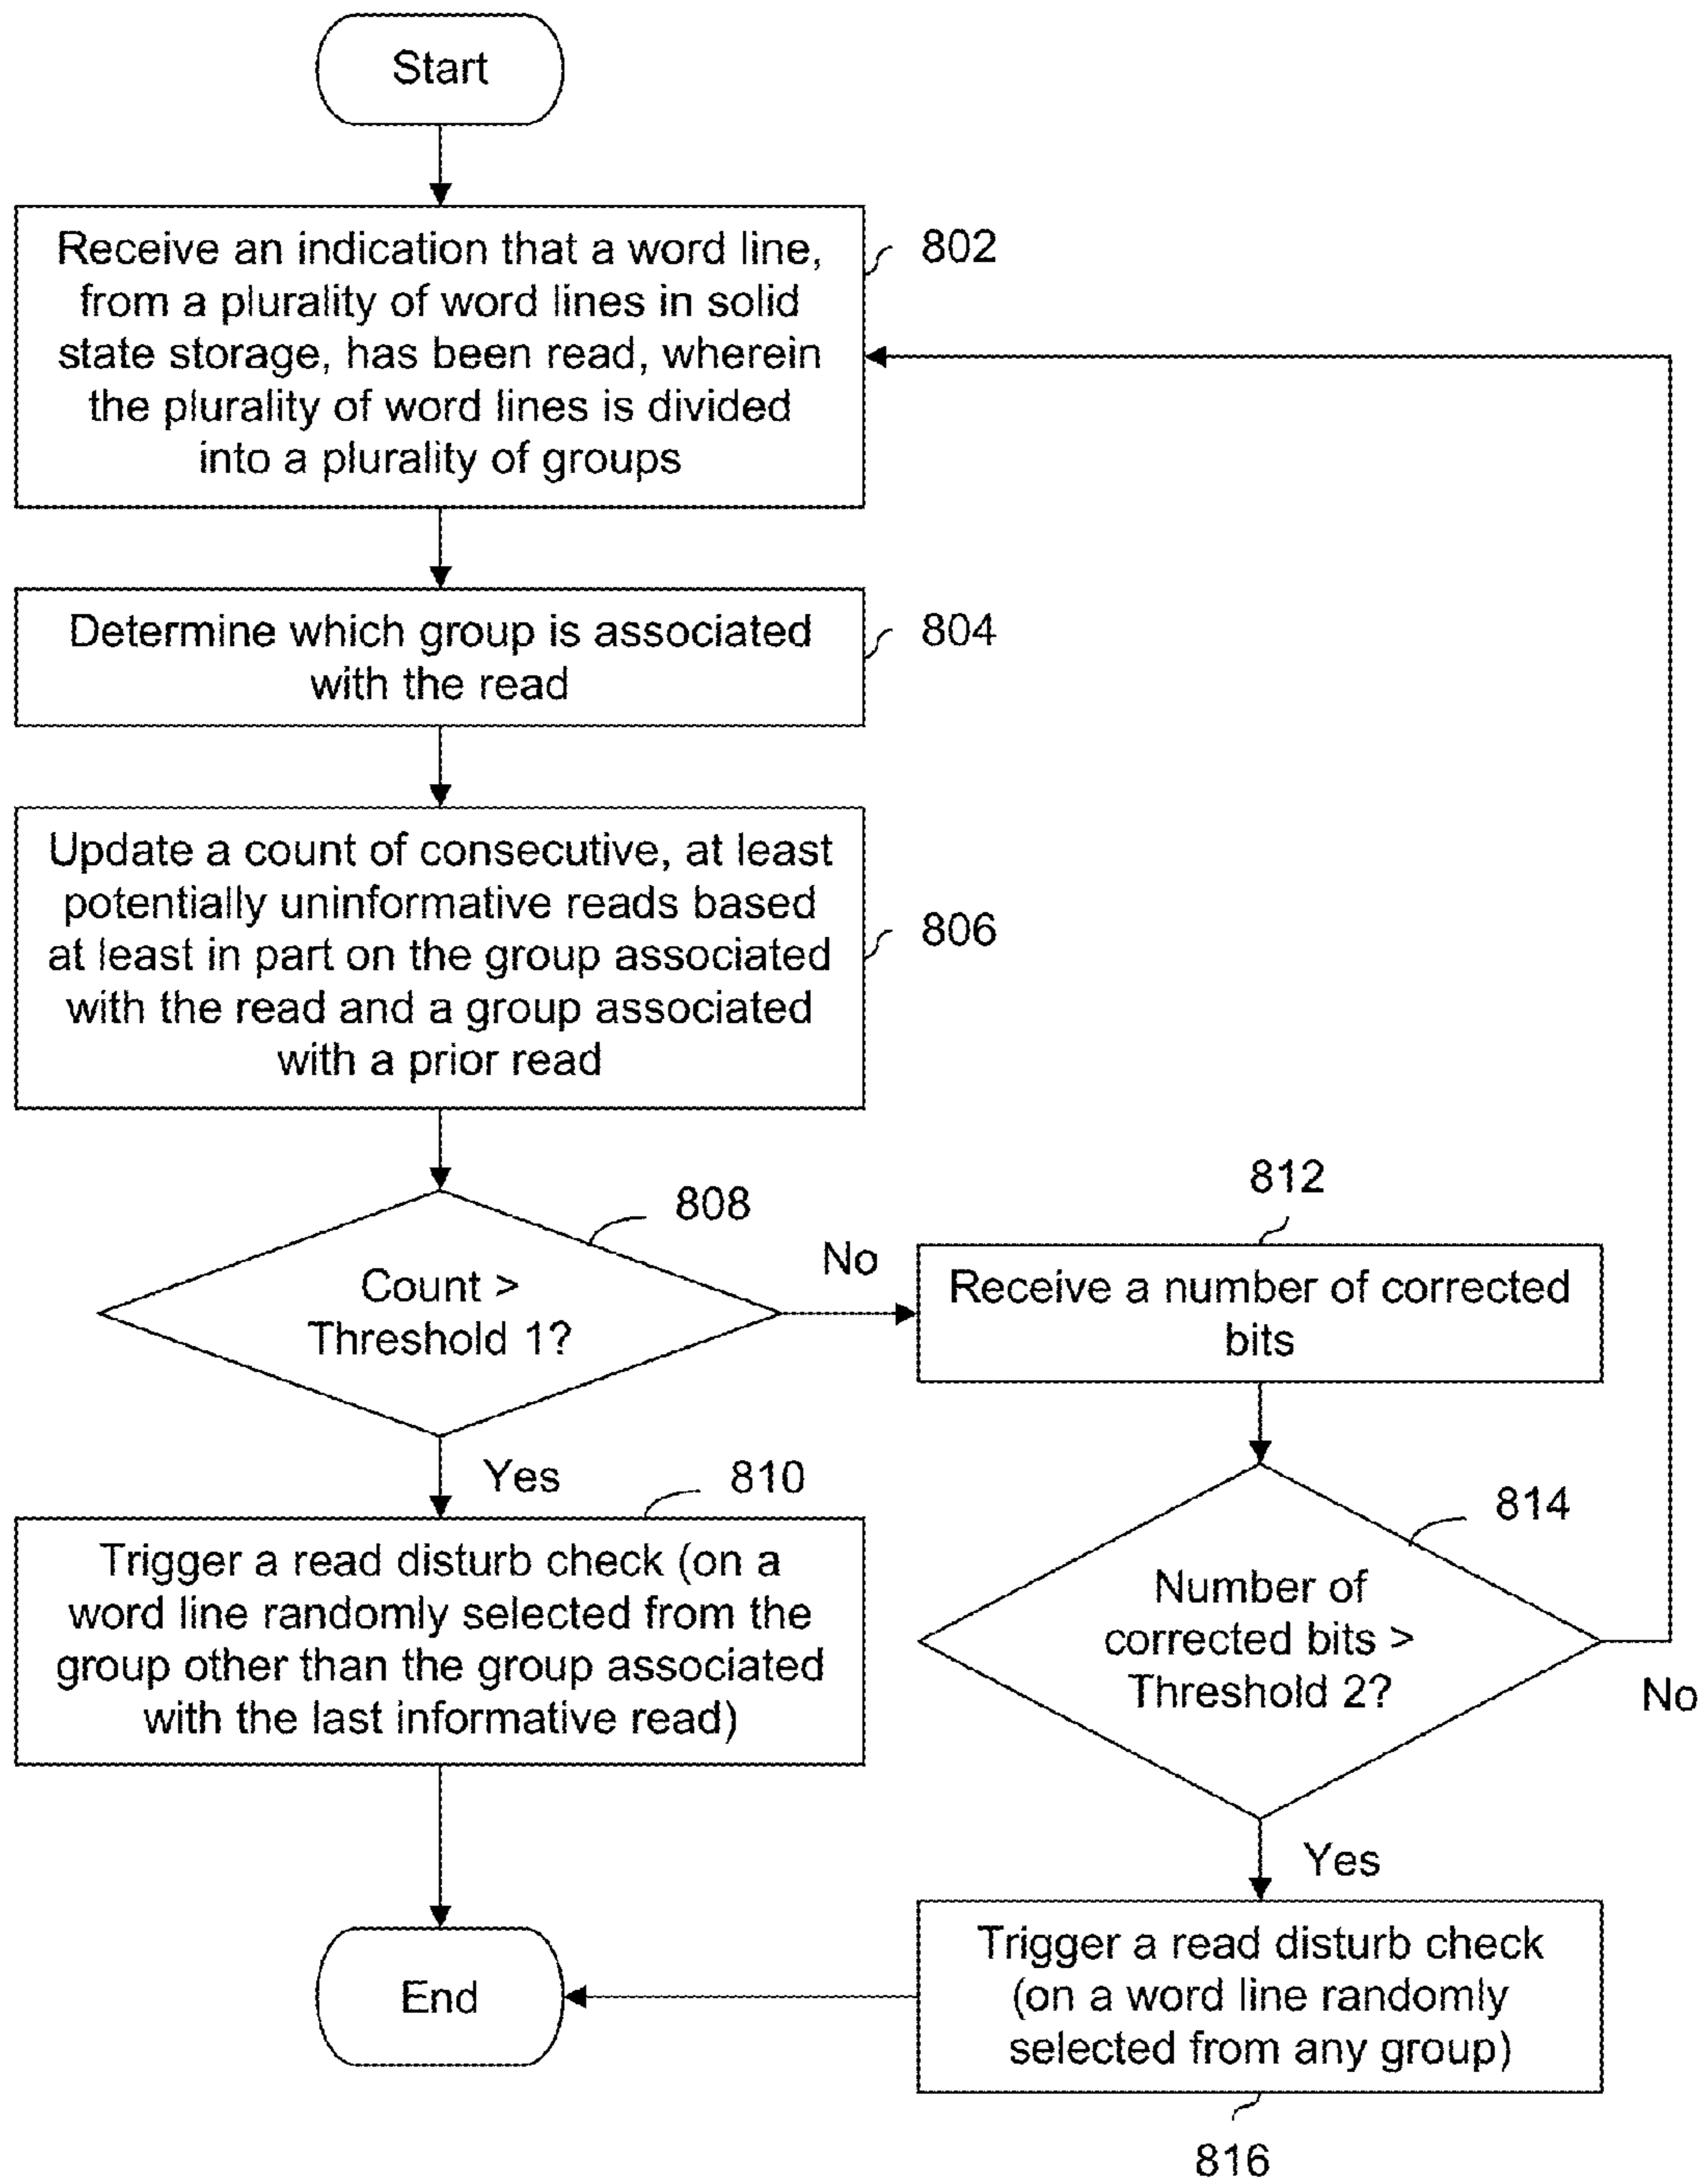 Start
Receive an indication that a word line,
from a plurality of word lines in solid
state storage, has been read, wherein
the plurality of word lines is divided
into a plurality of groups
802
Determine which group is associated
with the read
804
Update a count of consecutive, at least
potentially uninformative reads based
at least in part on the group associated
with the read and a group associated
with a prior read
806
Count >
Threshold 1?
808
No
812
Receive a number of corrected
bits
Yes
810
Trigger a read disturb check (on a
word line randomly selected from the
group other than the group associated
with the last informative read)
814
Number of
corrected bits >
Threshold 2?
No
Yes
Trigger a read disturb check
(on a word line randomly
selected from any group)
816
End